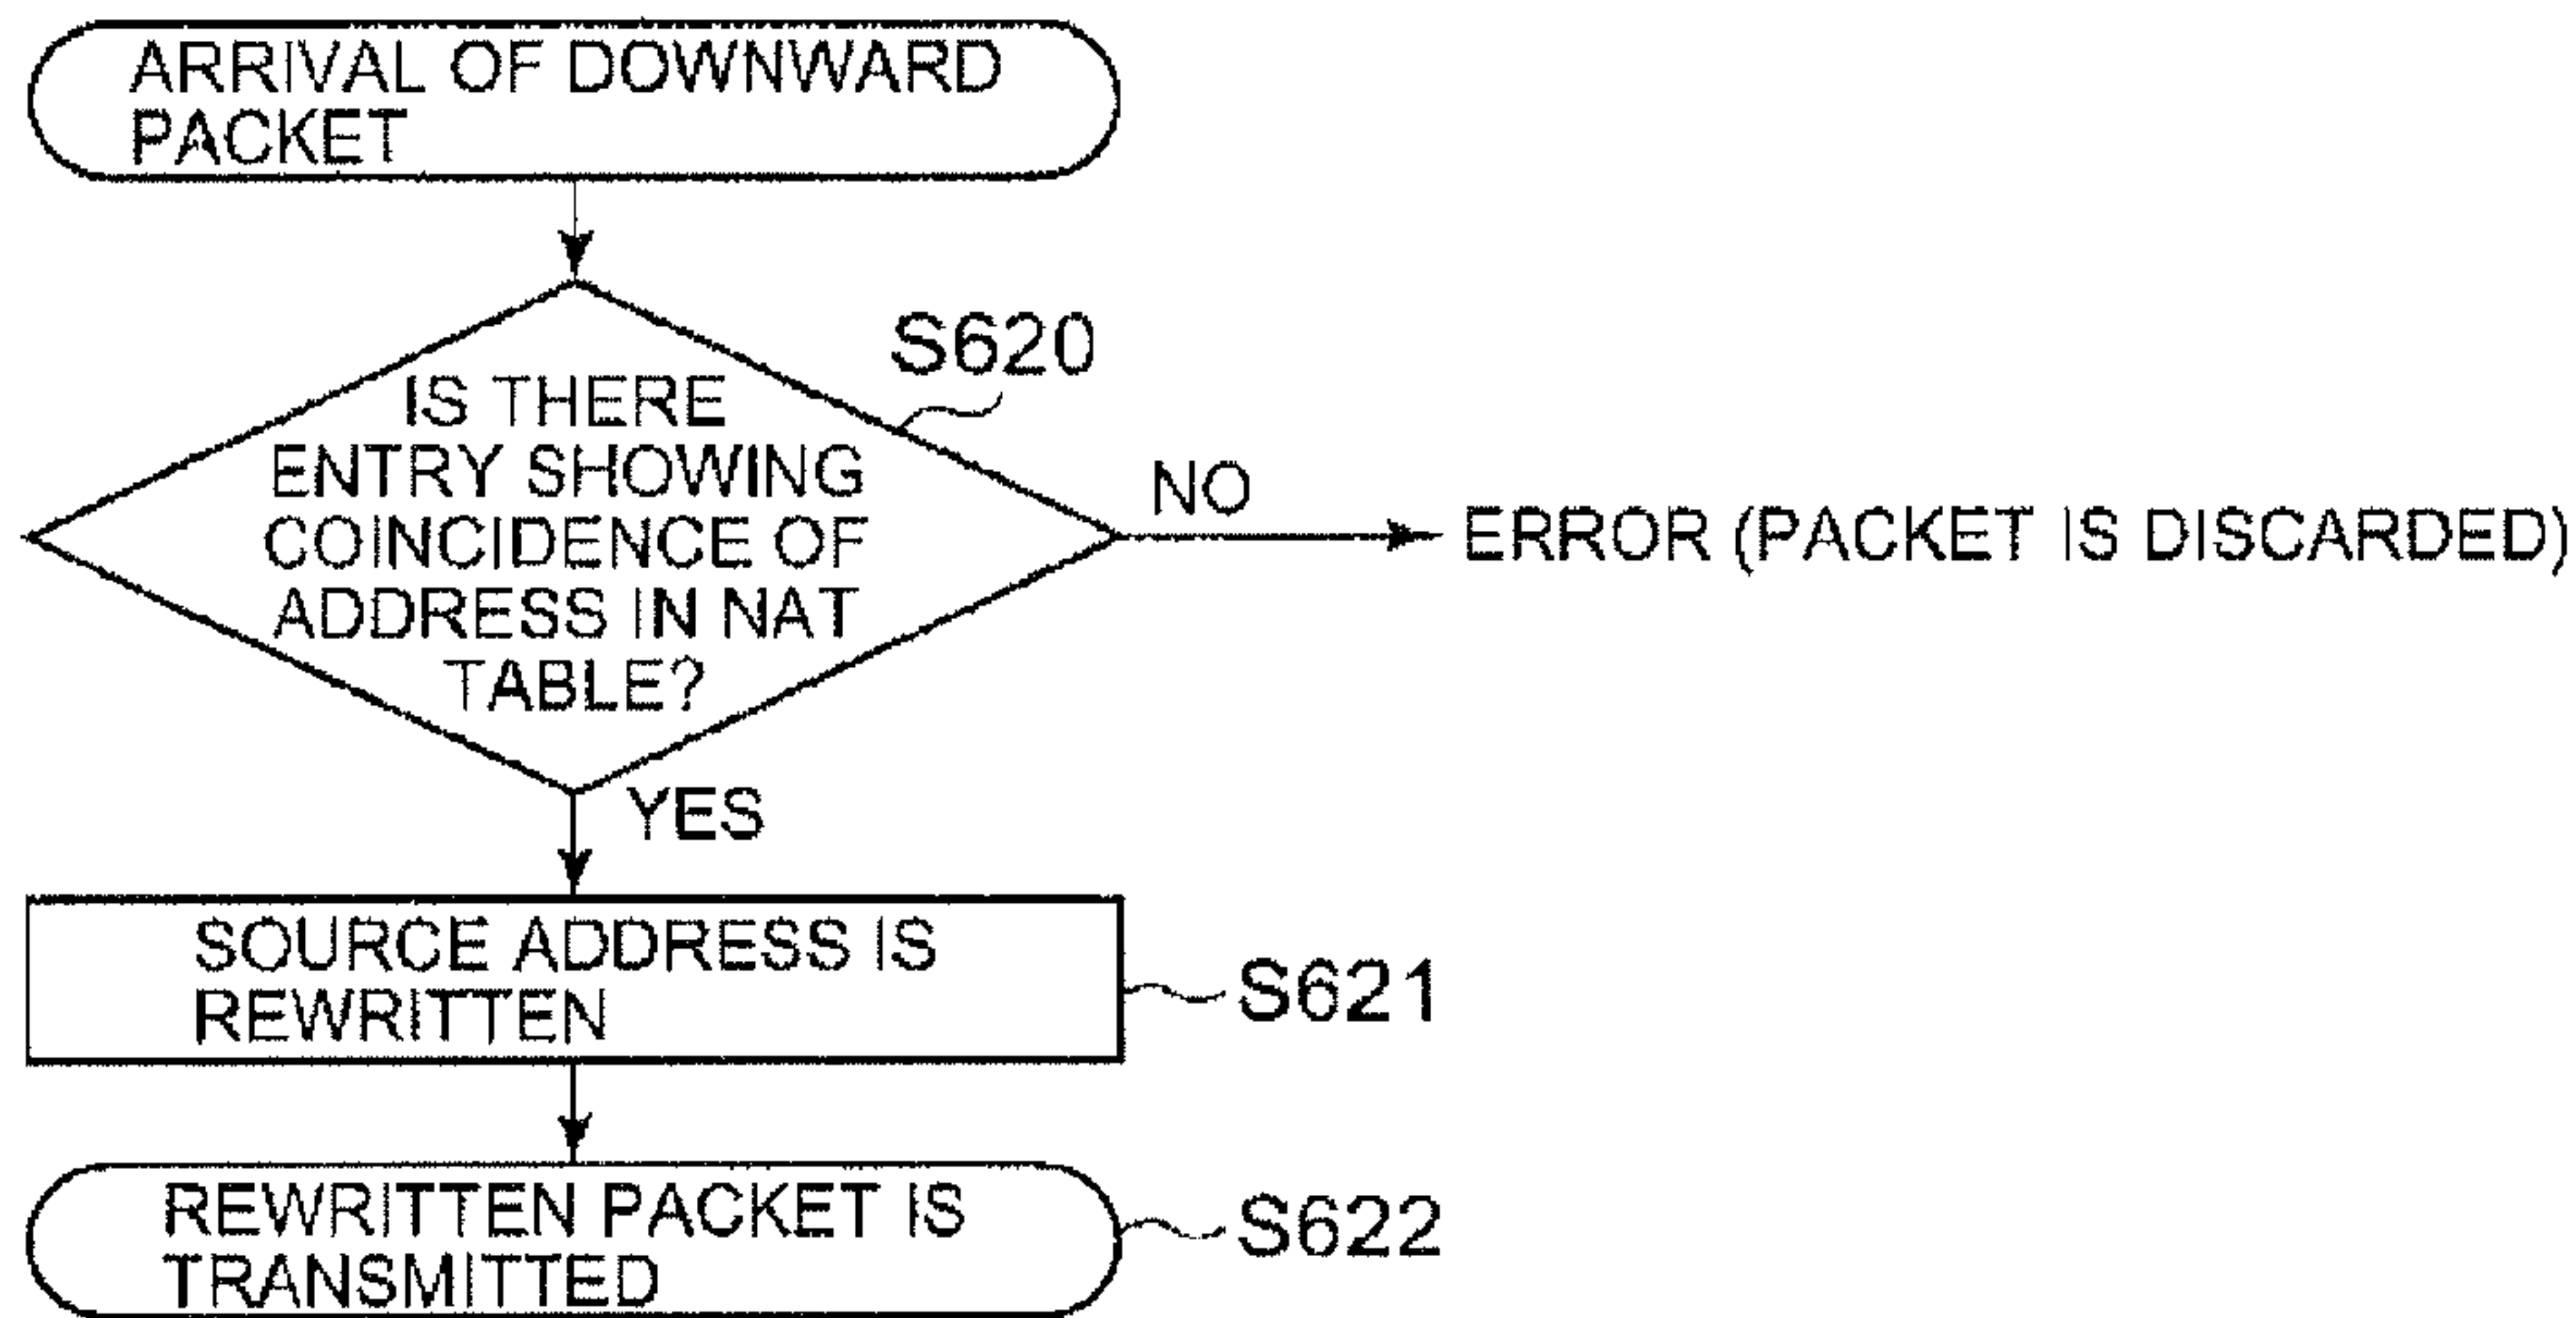 ARRIVAL OF DOWNWARD
PACKET
S620
IS THERE
ENTRY SHOWING
COINCIDENCE OF
ADDRESS IN NAT
TABLE?
NO
ERROR (PACKET IS DISCARDED)
YES
SOURCE ADDRESS IS
REWRITTEN
S621
REWRITTEN PACKET IS
TRANSMITTED
S622